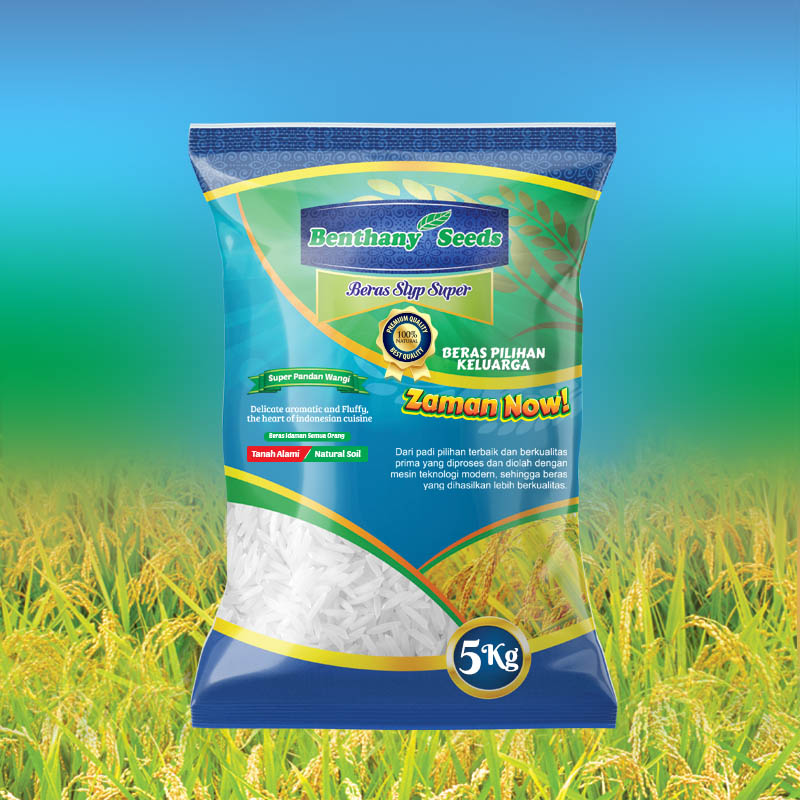 Benthany Seeds
Beras Slyp Super
PREMIUM QUALITY
100%
NATURAL
BEST QUALITY
BERAS PILIHAN
KELUARGA
Zaman Now!
Super Pandan Wangi
Delicate aromatic and Fluffy,
the heart of indonesian cuisine
Beras Idaman Semua Orang
Tanah Alami / Natural Soil
Dari padi pilihan terbaik dan berkualitas
prima yang diproses dan diolah dengan
mesin teknologi modern, sehingga beras
yang dihasilkan lebih berkualitas.
5Kg